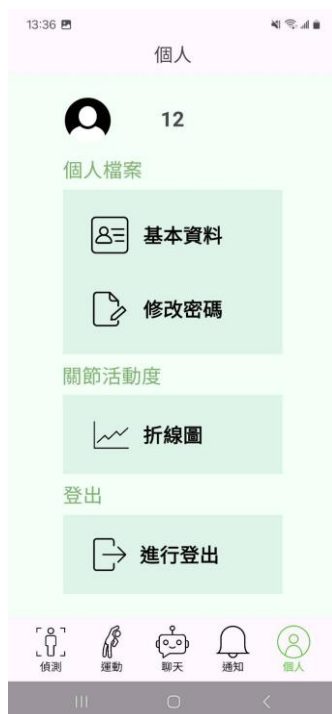 13:36
個人
12
個人檔案
基本資料
修改密碼
關節活動度
折線圖
登出
進行登出
偵測 運動 聊天 通知 個人